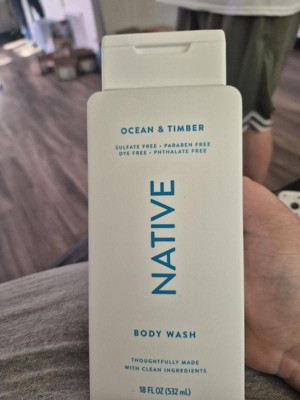 OCEAN & TIMBER
SULFATE FREE • PARABEN FREE
DYE FREE • PHTHALATE FREE
NATIVE
BODY WASH
THOUGHTFULLY MADE
WITH CLEAN INGREDIENTS
18 FL OZ (532 mL)